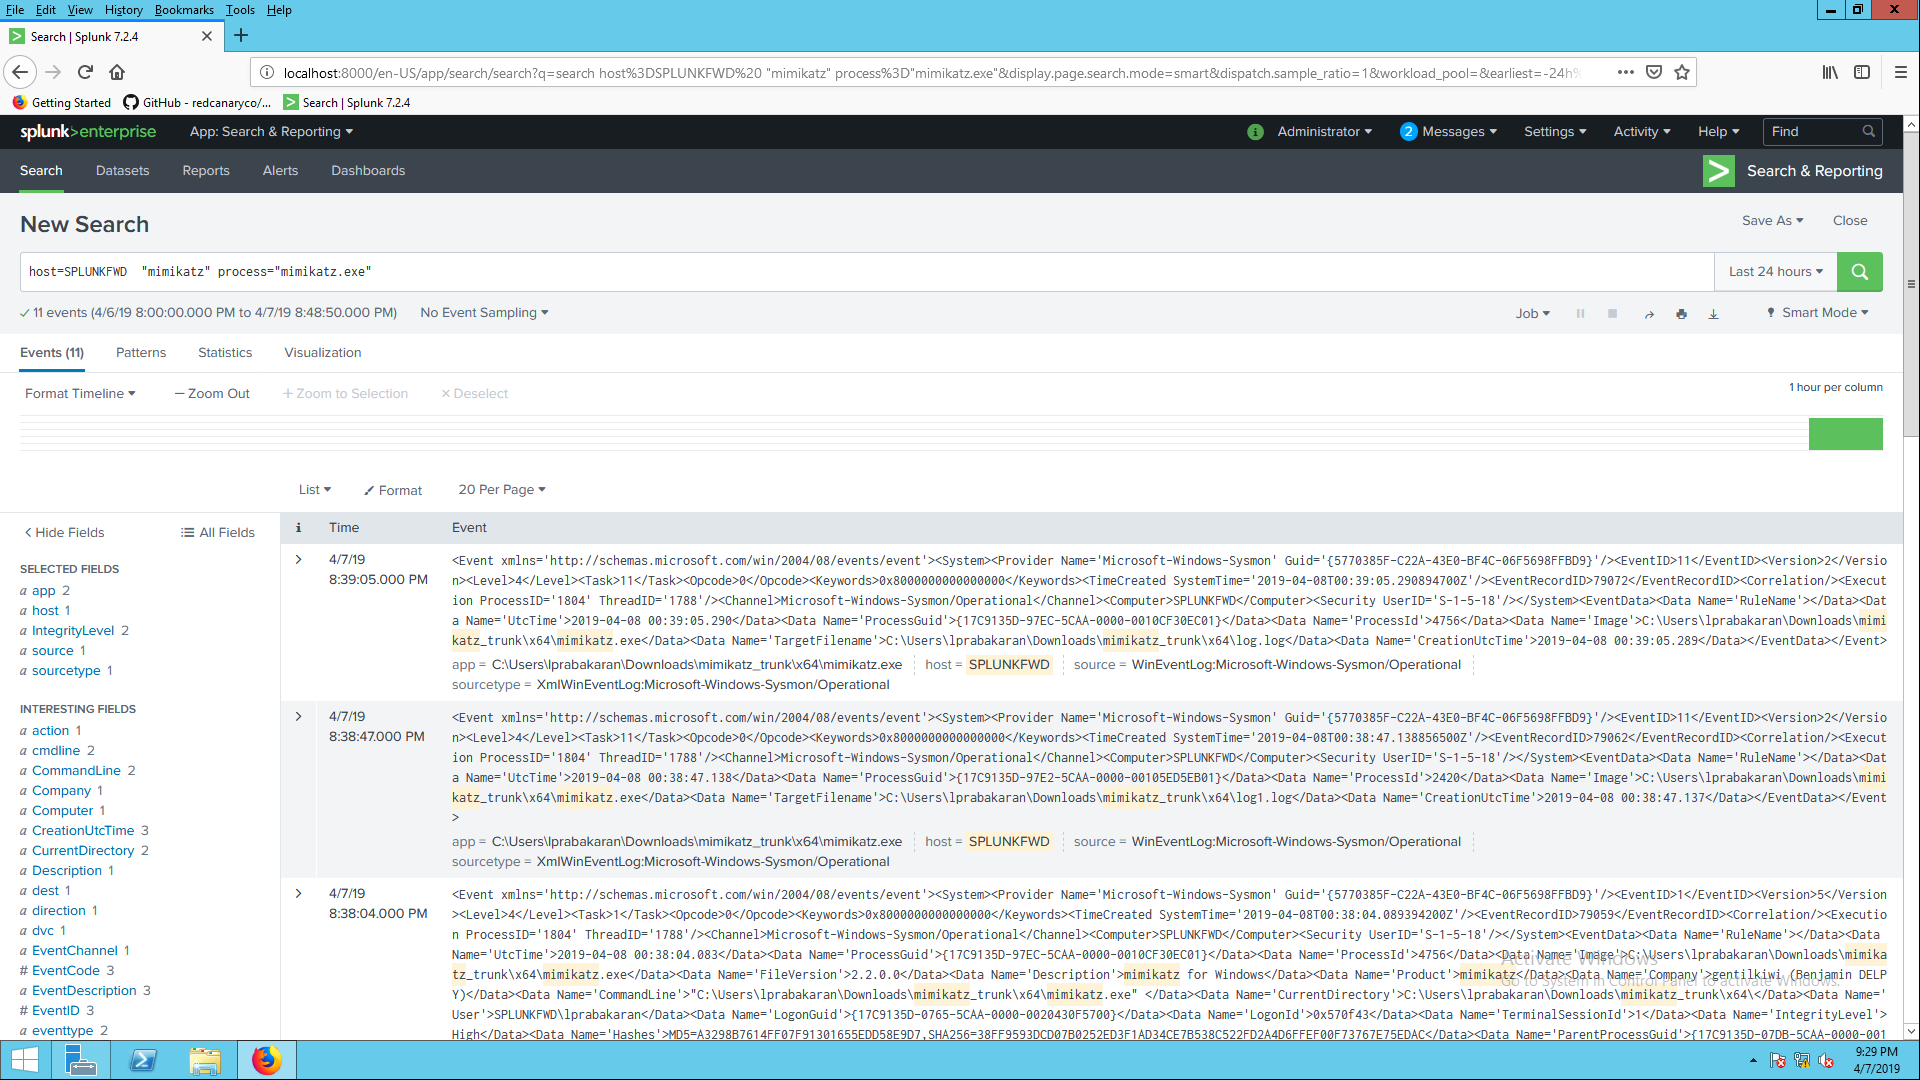 File Edit View History Bookmarks Tools Help
Search | Splunk 7.2.4
localhost:8000/en-US/app/search/search?q=search host%3DSPLUNKFWD%20 "mimikatz" process%3D"mimikatz.exe"&display.page.search.mode=smart&dispatch.sample_ratio=1&workload_pool=&earliest=-24h%
Getting Started GitHub - redcanaryco/... Search | Splunk 7.2.4
splunk>enterprise App: Search & Reporting Administrator 2 Messages Settings Activity Help Find
Search Datasets Reports Alerts Dashboards Search & Reporting
New Search Save As Close
host=SPLUNKFWD "mimikatz" process="mimikatz.exe" Last 24 hours
11 events (4/6/19 8:00:00.000 PM to 4/7/19 8:48:50.000 PM) No Event Sampling Job Smart Mode
Events (11) Patterns Statistics Visualization
Format Timeline — Zoom Out + Zoom to Selection × Deselect 1 hour per column
List Format 20 Per Page
Hide Fields All Fields
i Time Event
SELECTED FIELDS
a app 2
a host 1
a IntegrityLevel 2
a source 1
a sourcetype 1
INTERESTING FIELDS
a action 1
a cmdline 2
a CommandLine 2
a Company 1
a Computer 1
a CreationUtcTime 3
a CurrentDirectory 2
a Description 1
a dest 1
a direction 1
a dvc 1
a EventChannel 1
# EventCode 3
a EventDescription 3
# EventID 3
a eventtype 2
4/7/19
8:39:05.000 PM
<Event xmlns='http://schemas.microsoft.com/win/2004/08/events/event'><System><Provider Name='Microsoft-Windows-Sysmon' Guid='{5770385F-C22A-43E0-BF4C-06F5698FFBD9}'/><EventID>11</EventID><Version>2</Versio
n><Level>4</Level><Task>11</Task><Opcode>0</Opcode><Keywords>0x8000000000000000</Keywords><TimeCreated SystemTime='2019-04-08T00:39:05.290894700Z'/><EventRecordID>79072</EventRecordID><Correlation/><Execut
ion ProcessID='1804' ThreadID='1788'/><Channel>Microsoft-Windows-Sysmon/Operational</Channel><Computer>SPLUNKFWD</Computer><Security UserID='S-1-5-18'/></System><EventData><Data Name='RuleName'></Data><Dat
a Name='UtcTime'>2019-04-08 00:39:05.290</Data><Data Name='ProcessGuid'>{17C9135D-97EC-5CAA-0000-0010CF30EC01}</Data><Data Name='ProcessId'>4756</Data><Data Name='Image'>C:\Users\lprabakaran\Downloads\mimi
katz_trunk\x64\mimikatz.exe</Data><Data Name='TargetFilename'>C:\Users\lprabakaran\Downloads\mimikatz_trunk\x64\log.log</Data><Data Name='CreationUtcTime'>2019-04-08 00:39:05.289</Data></EventData></Event>
app = C:\Users\lprabakaran\Downloads\mimikatz_trunk\x64\mimikatz.exe host = SPLUNKFWD source = WinEventLog:Microsoft-Windows-Sysmon/Operational
sourcetype = XmlWinEventLog:Microsoft-Windows-Sysmon/Operational
4/7/19
8:38:47.000 PM
<Event xmlns='http://schemas.microsoft.com/win/2004/08/events/event'><System><Provider Name='Microsoft-Windows-Sysmon' Guid='{5770385F-C22A-43E0-BF4C-06F5698FFBD9}'/><EventID>11</EventID><Version>2</Versio
n><Level>4</Level><Task>11</Task><Opcode>0</Opcode><Keywords>0x8000000000000000</Keywords><TimeCreated SystemTime='2019-04-08T00:38:47.138856500Z'/><EventRecordID>79062</EventRecordID><Correlation/><Execut
ion ProcessID='1804' ThreadID='1788'/><Channel>Microsoft-Windows-Sysmon/Operational</Channel><Computer>SPLUNKFWD</Computer><Security UserID='S-1-5-18'/></System><EventData><Data Name='RuleName'></Data><Dat
a Name='UtcTime'>2019-04-08 00:38:47.138</Data><Data Name='ProcessGuid'>{17C9135D-97E2-5CAA-0000-00105ED5EB01}</Data><Data Name='ProcessId'>2420</Data><Data Name='Image'>C:\Users\lprabakaran\Downloads\mimi
katz_trunk\x64\mimikatz.exe</Data><Data Name='TargetFilename'>C:\Users\lprabakaran\Downloads\mimikatz_trunk\x64\log1.log</Data><Data Name='CreationUtcTime'>2019-04-08 00:38:47.137</Data></EventData></Event
>
app = C:\Users\lprabakaran\Downloads\mimikatz_trunk\x64\mimikatz.exe host = SPLUNKFWD source = WinEventLog:Microsoft-Windows-Sysmon/Operational
sourcetype = XmlWinEventLog:Microsoft-Windows-Sysmon/Operational
4/7/19
8:38:04.000 PM
<Event xmlns='http://schemas.microsoft.com/win/2004/08/events/event'><System><Provider Name='Microsoft-Windows-Sysmon' Guid='{5770385F-C22A-43E0-BF4C-06F5698FFBD9}'/><EventID>1</EventID><Version>5</Version
><Level>4</Level><Task>1</Task><Opcode>0</Opcode><Keywords>0x8000000000000000</Keywords><TimeCreated SystemTime='2019-04-08T00:38:04.089394200Z'/><EventRecordID>79059</EventRecordID><Correlation/><Executio
n ProcessID='1804' ThreadID='1788'/><Channel>Microsoft-Windows-Sysmon/Operational</Channel><Computer>SPLUNKFWD</Computer><Security UserID='S-1-5-18'/></System><EventData><Data Name='RuleName'></Data><Data
Name='UtcTime'>2019-04-08 00:38:04.083</Data><Data Name='ProcessGuid'>{17C9135D-97EC-5CAA-0000-0010CF30EC01}</Data><Data Name='ProcessId'>4756</Data><Data Name='Image'>C:\Users\lprabakaran\Downloads\mimika
tz_trunk\x64\mimikatz.exe</Data><Data Name='FileVersion'>2.2.0.0</Data><Data Name='Description'>mimikatz for Windows</Data><Data Name='Product'>mimikatz</Data><Data Name='Company'>gentilkiwi (Benjamin DELP
Y)</Data><Data Name='CommandLine'>"C:\Users\lprabakaran\Downloads\mimikatz_trunk\x64\mimikatz.exe" </Data><Data Name='CurrentDirectory'>C:\Users\lprabakaran\Downloads\mimikatz_trunk\x64\</Data><Data Name='
User'>SPLUNKFWD\lprabakaran</Data><Data Name='LogonGuid'>{17C9135D-0765-5CAA-0000-0020430F5700}</Data><Data Name='LogonId'>0x570f43</Data><Data Name='TerminalSessionId'>1</Data><Data Name='IntegrityLevel'>
High</Data><Data Name='Hashes'>MD5=A3298B7614FF07F91301655EDD58E9D7,SHA256=38FF9593DCD07B0252ED3F1AD34CE7B538C522FD2A4D6FFEF00F73767E75EDAC</Data><Data Name='ParentProcessGuid'>{17C9135D-07DB-5CAA-0000-001
Activate Windows
Go to System in Control Panel to activate Windows.
9:29 PM
4/7/2019